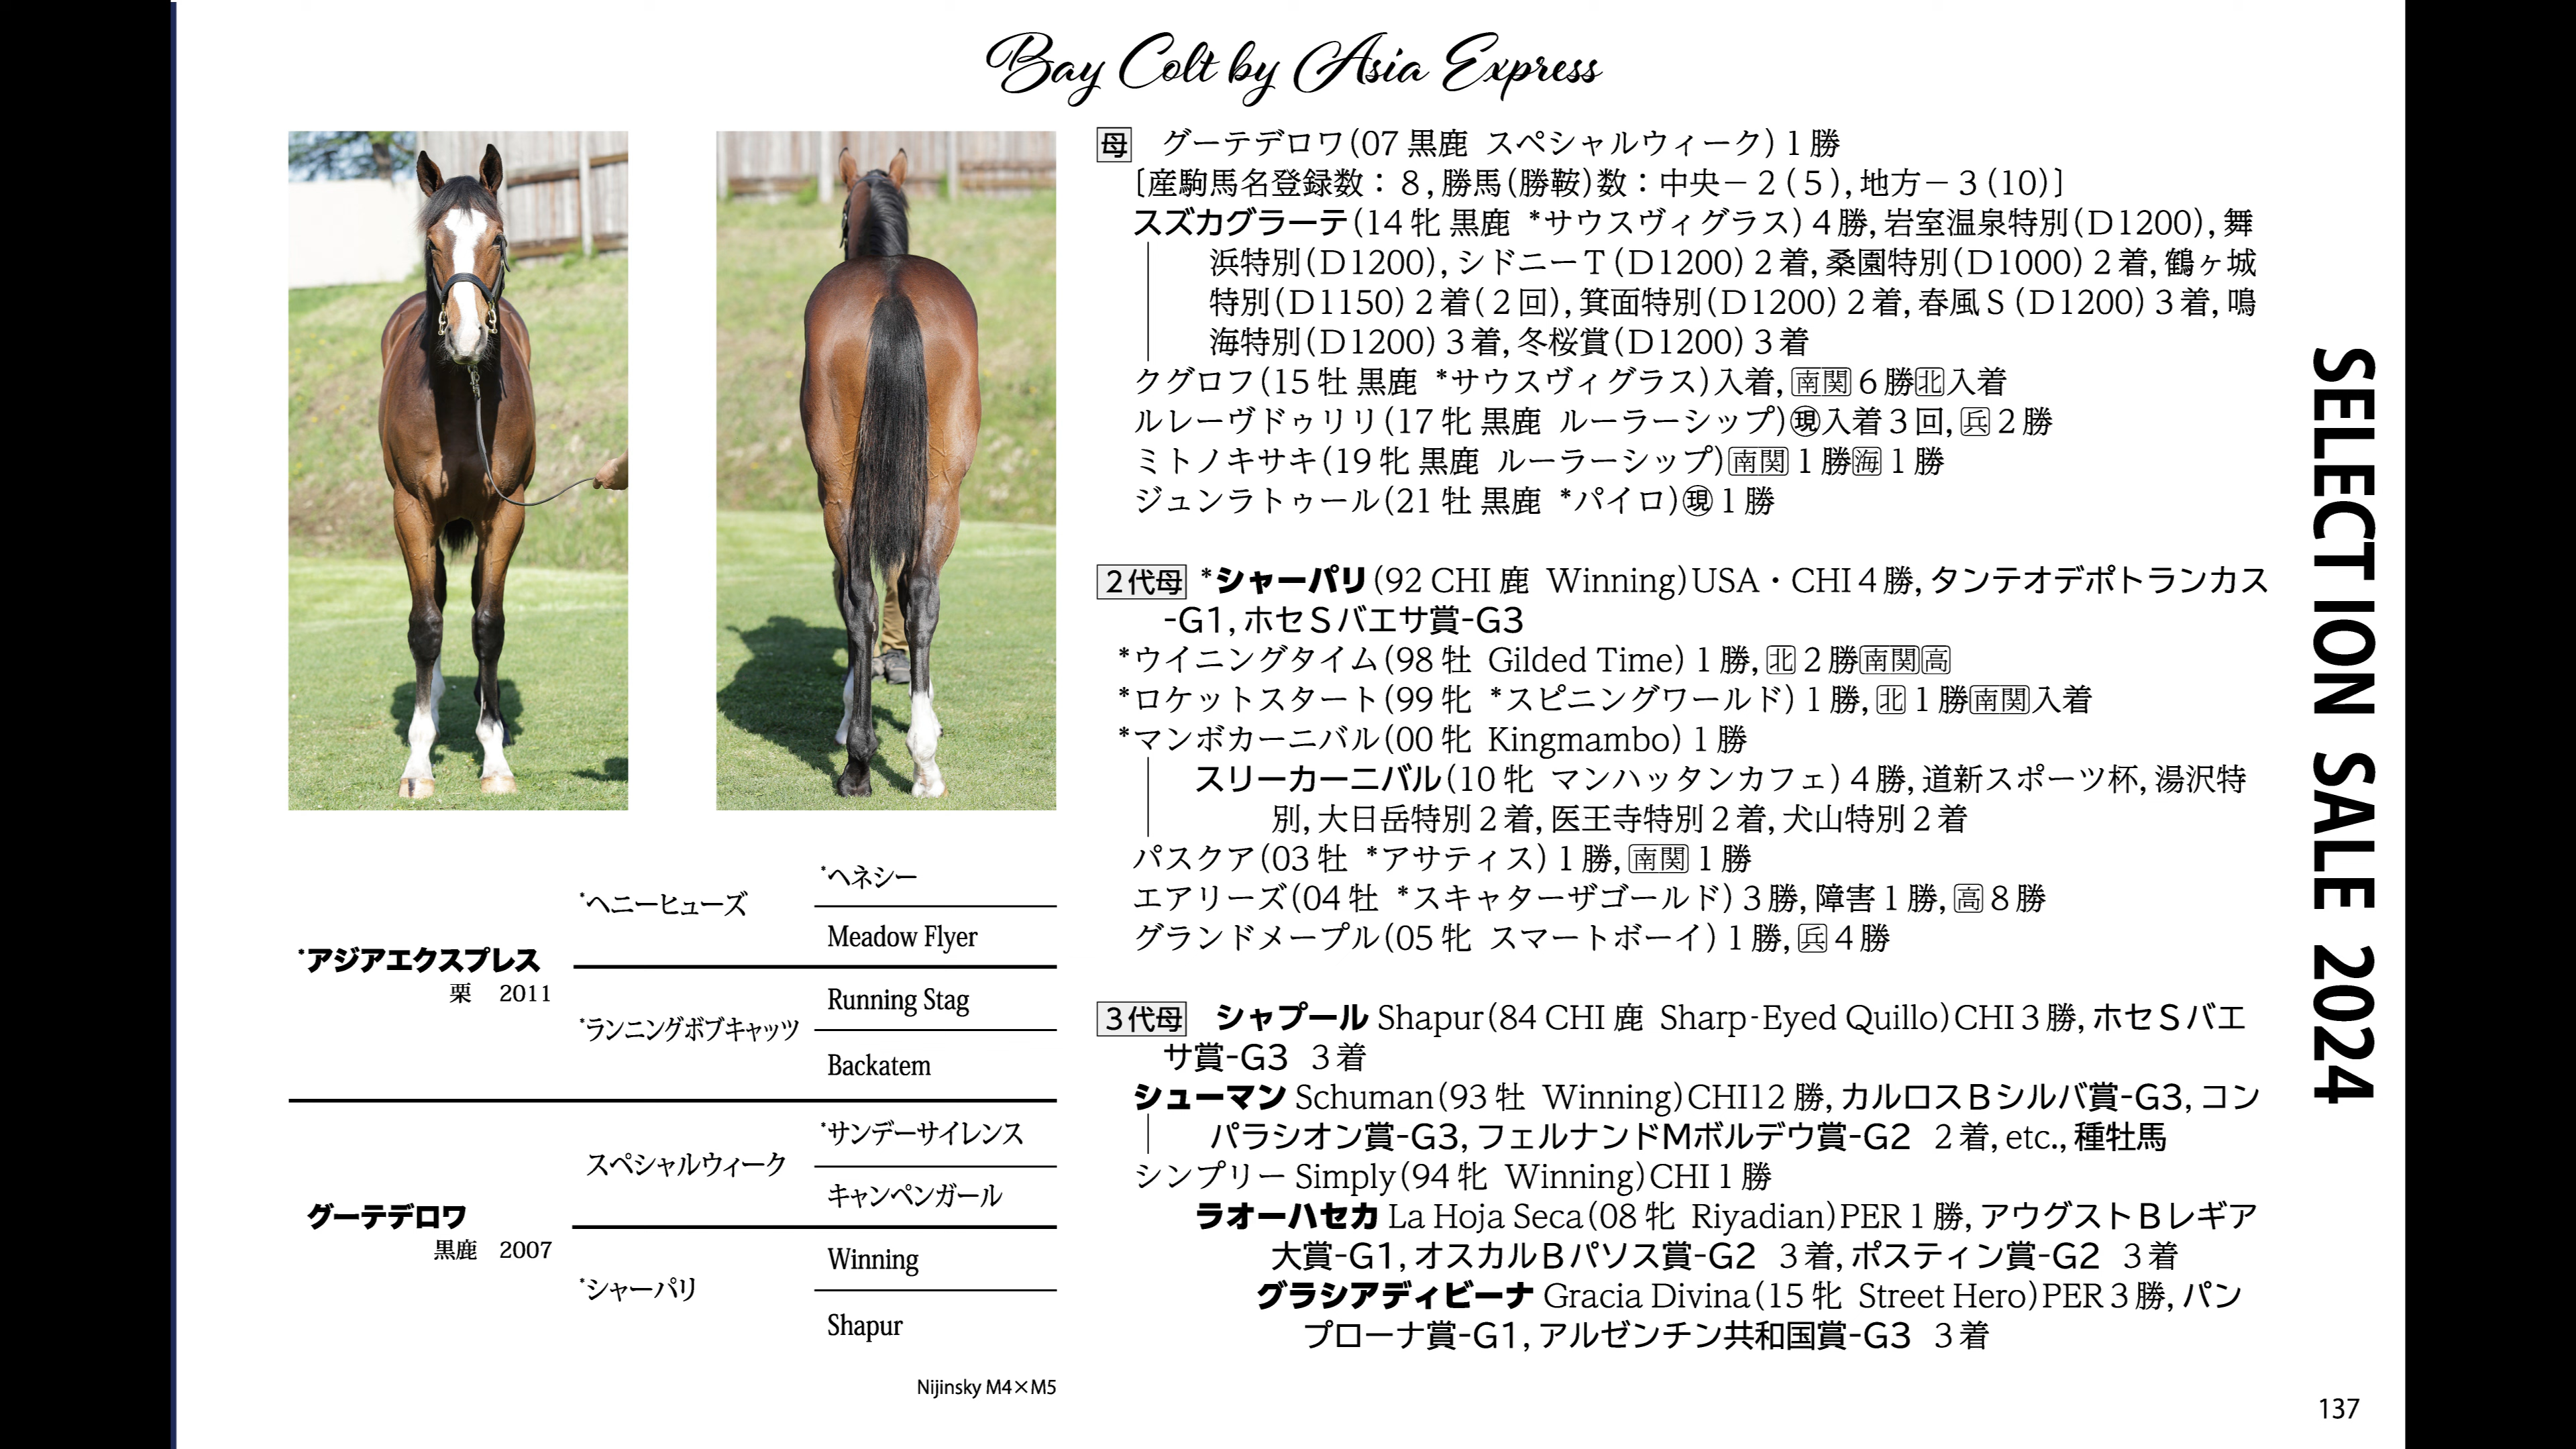 Bay Colt by Asia Express
母 グーテデロワ(07 黒鹿 スペシャルウィーク) 1 勝
〔産駒馬名登録数：8, 勝馬(勝鞍)数：中央－2(5), 地方－3(10)〕
スズカグラーテ(14 牝 黒鹿 *サウスヴィグラス) 4 勝, 岩室温泉特別(D1200), 舞
浜特別(D1200), シドニーT(D1200) 2 着, 桑園特別(D1000) 2 着, 鶴ヶ城
特別(D1150) 2 着(2 回), 箕面特別(D1200) 2 着, 春風S(D1200) 3 着, 鳴
海特別(D1200) 3 着, 冬桜賞(D1200) 3 着
クグロフ(15 牡 黒鹿 *サウスヴィグラス)入着, 南関 6 勝北入着
ルレーヴドゥリリ(17 牝 黒鹿 ルーラーシップ)現入着 3 回, 兵 2 勝
ミトノキサキ(19 牝 黒鹿 ルーラーシップ)南関 1 勝海 1 勝
ジュンラトゥール(21 牡 黒鹿 *パイロ)現 1 勝
2代母 *シャーパリ(92 CHI 鹿 Winning)USA・CHI 4 勝, タンテオデポトランカス
-G1, ホセSバエサ賞-G3
*ウイニングタイム(98 牡 Gilded Time) 1 勝, 北 2 勝南関高
*ロケットスタート(99 牝 *スピニングワールド) 1 勝, 北 1 勝南関入着
*マンボカーニバル(00 牝 Kingmambo) 1 勝
スリーカーニバル(10 牝 マンハッタンカフェ) 4 勝, 道新スポーツ杯, 湯沢特
別, 大日岳特別 2 着, 医王寺特別 2 着, 犬山特別 2 着
パスクア(03 牡 *アサティス) 1 勝, 南関 1 勝
エアリーズ(04 牡 *スキャターザゴールド) 3 勝, 障害 1 勝, 高 8 勝
グランドメープル(05 牝 スマートボーイ) 1 勝, 兵 4 勝
3代母 シャプール Shapur(84 CHI 鹿 Sharp-Eyed Quillo)CHI 3 勝, ホセSバエ
サ賞-G3 3 着
シューマン Schuman(93 牡 Winning)CHI12 勝, カルロスBシルバ賞-G3, コン
パラシオン賞-G3, フェルナンドMボルデウ賞-G2 2 着, etc., 種牡馬
シンプリー Simply(94 牝 Winning)CHI 1 勝
ラオーハセカ La Hoja Seca(08 牝 Riyadian)PER 1 勝, アウグストBレギア
大賞-G1, オスカルBパソス賞-G2 3 着, ポスティン賞-G2 3 着
グラシアディビーナ Gracia Divina(15 牝 Street Hero)PER 3 勝, パン
プローナ賞-G1, アルゼンチン共和国賞-G3 3 着
*アジアエクスプレス
栗 2011
*ヘニーヒューズ
*ヘネシー
Meadow Flyer
*ランニングボブキャッツ
Running Stag
Backatem
グーテデロワ
黒鹿 2007
スペシャルウィーク
*サンデーサイレンス
キャンペンガール
*シャーパリ
Winning
Shapur
Nijinsky M4×M5
SELECTION SALE 2024
137